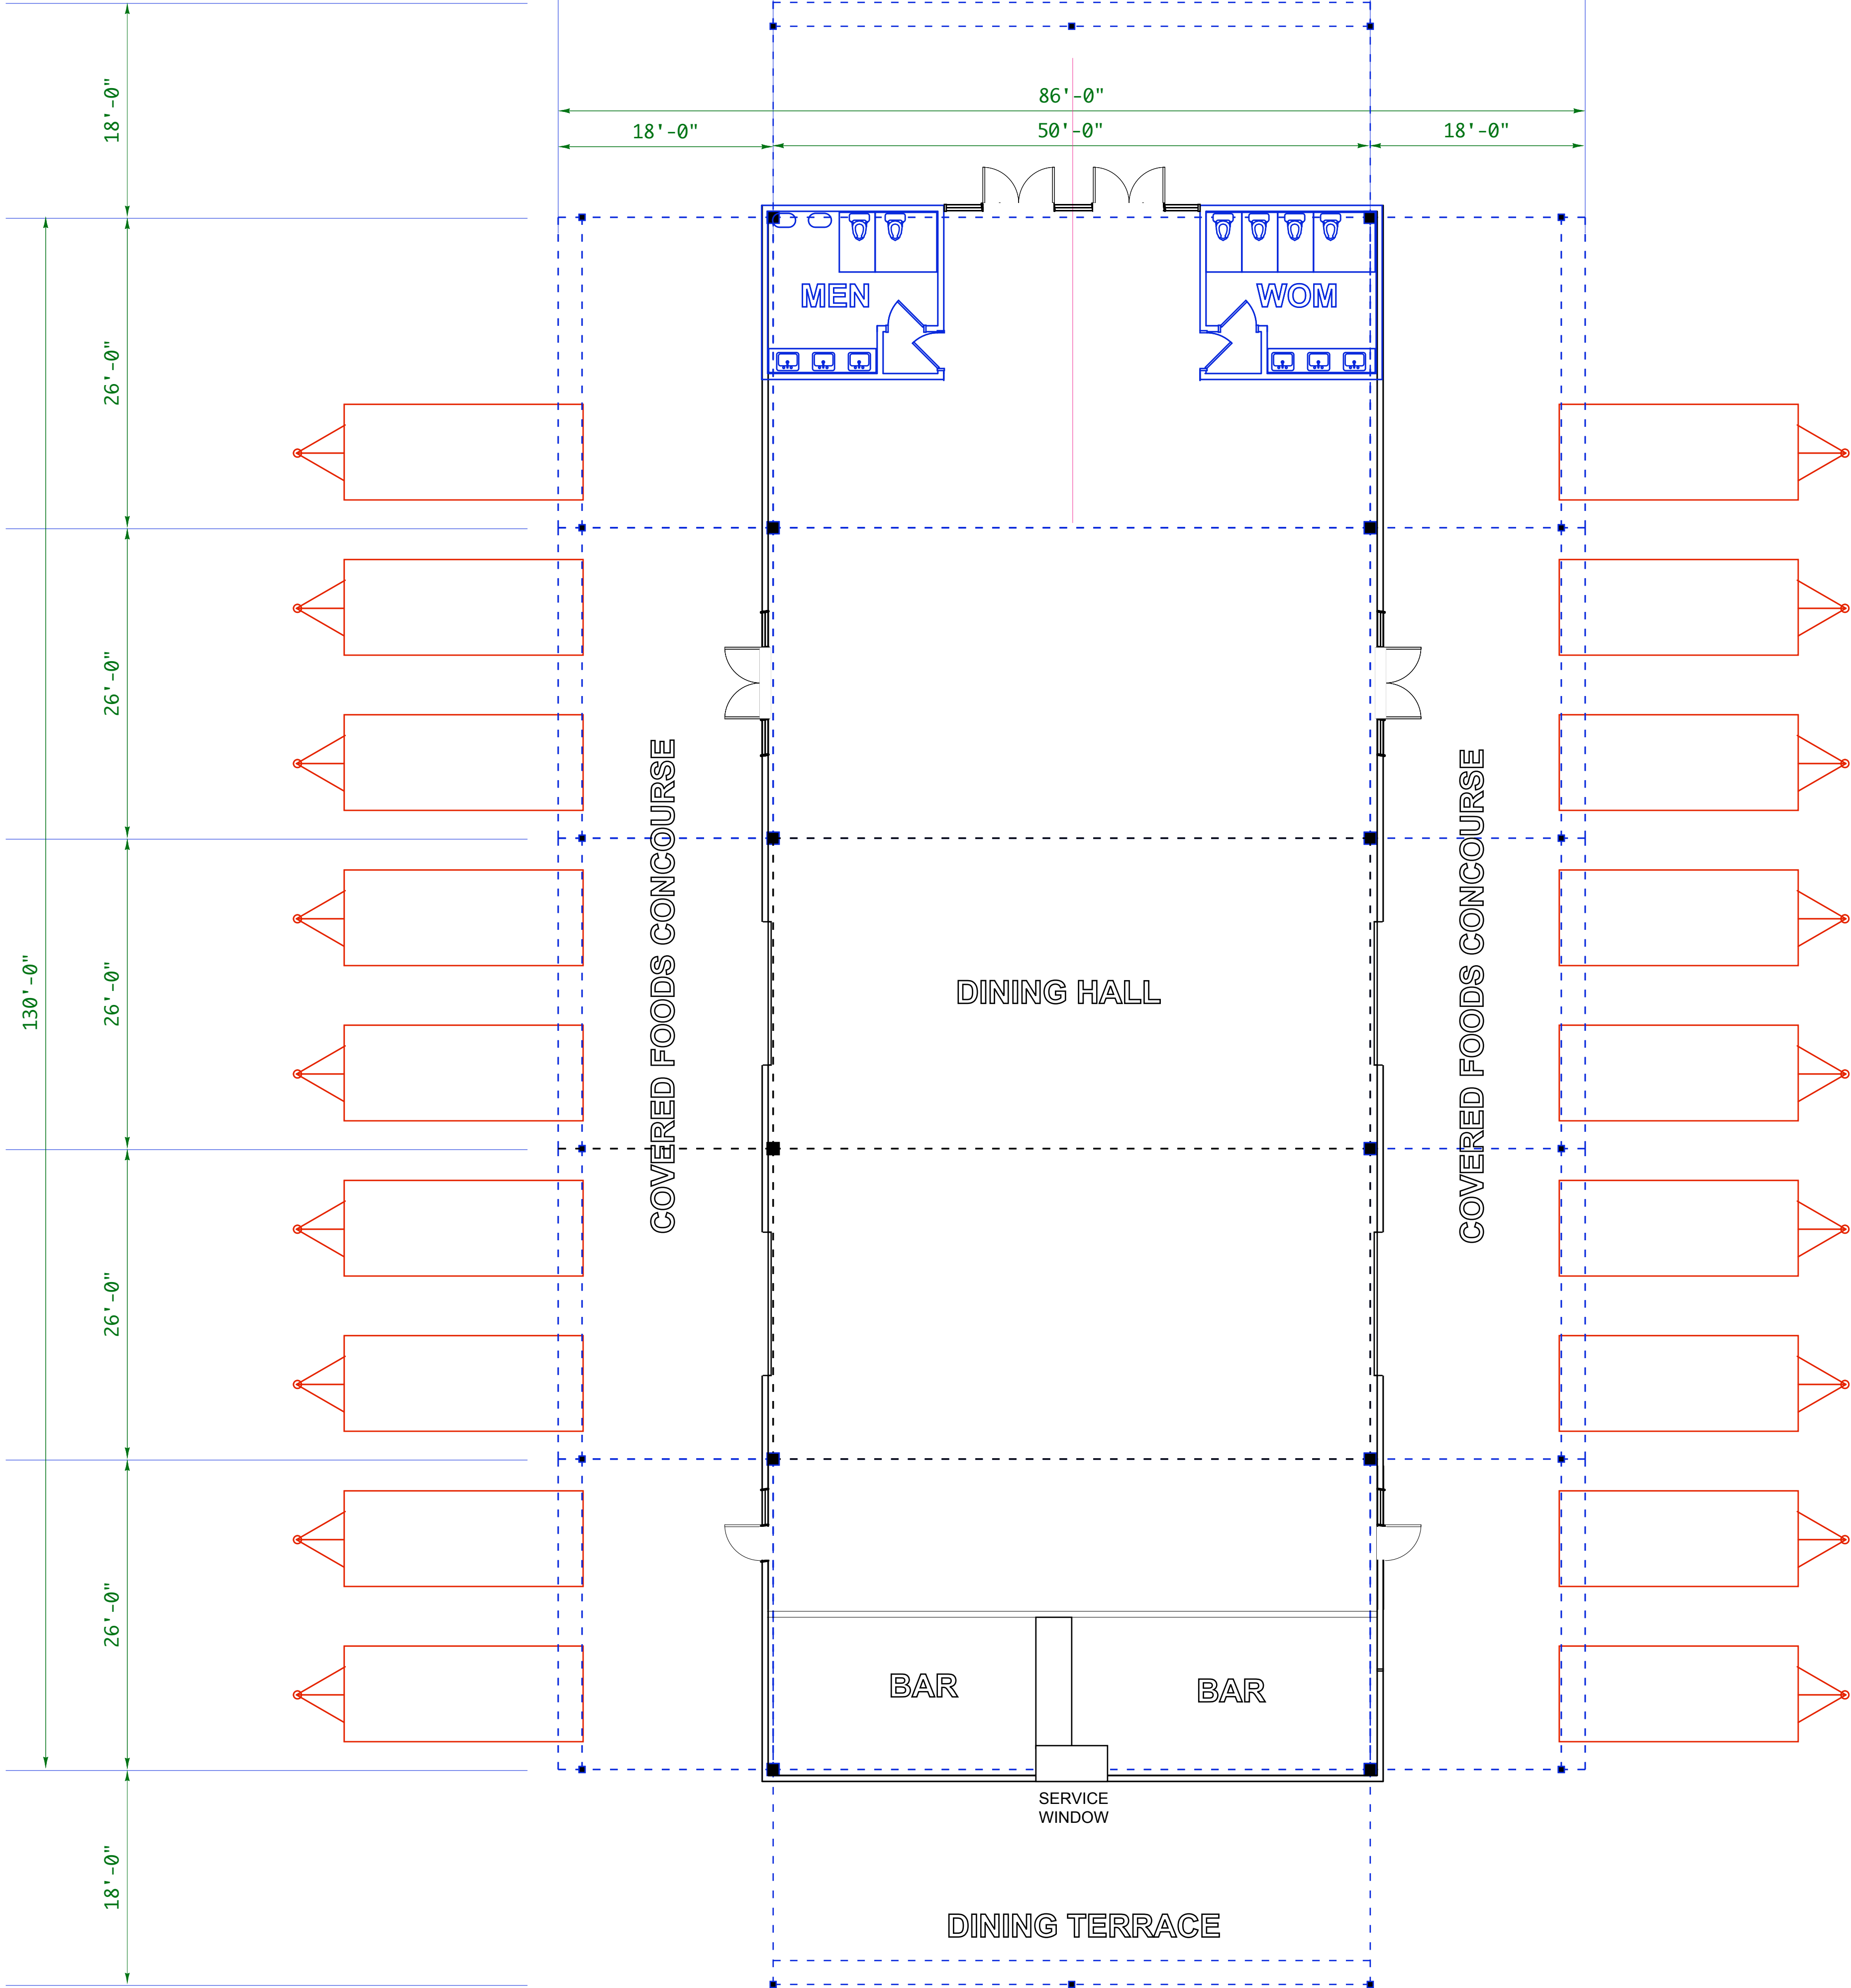 86'-0"
18'-0"
50'-0"
18'-0"
18'-0"
26'-0"
26'-0"
26'-0"
26'-0"
26'-0"
18'-0"
130'-0"
MEN
WOM
COVERED FOODS CONCOURSE
DINING HALL
COVERED FOODS CONCOURSE
BAR
BAR
SERVICE
WINDOW
DINING TERRACE